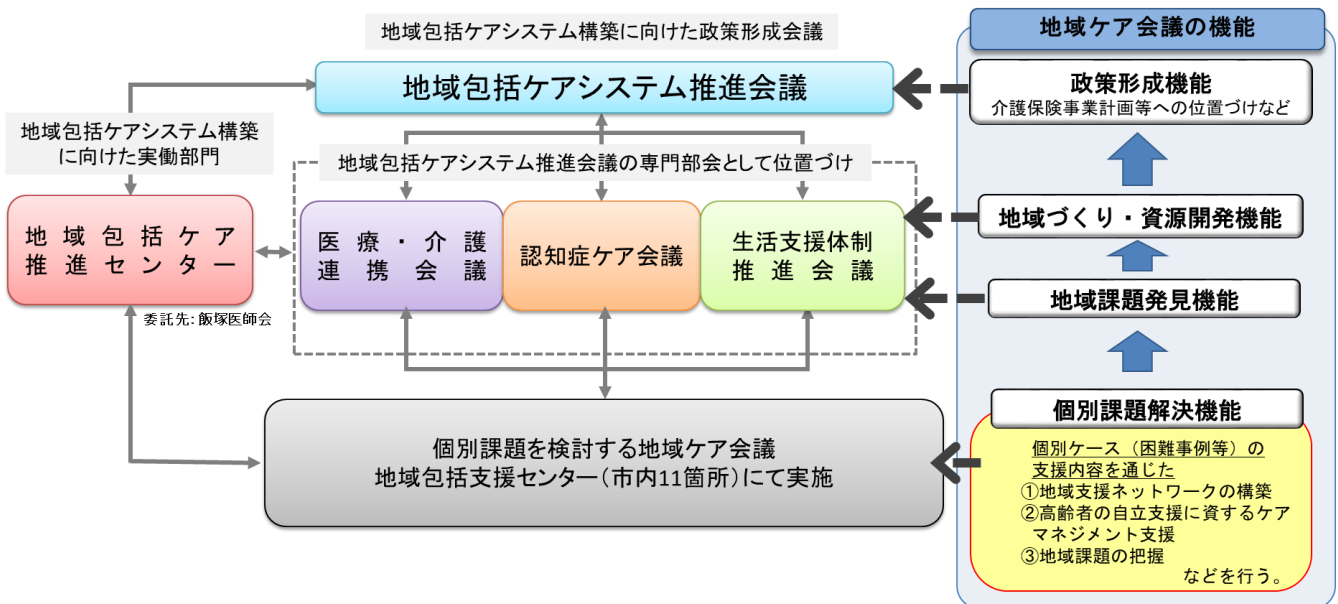 地域包括ケアシステム構築に向けた政策形成会議
地域包括ケアシステム推進会議
地域包括ケアシステム構築
に向けた実働部門
地域包括ケアシステム推進会議の専門部会として位置づけ
地域包括ケア
推進センター
委託先：飯塚医師会
医療・介護
連携会議
認知症ケア会議
生活支援体制
推進会議
個別課題を検討する地域ケア会議
地域包括支援センター（市内11箇所）にて実施
地域ケア会議の機能
政策形成機能
介護保険事業計画等への位置づけなど
地域づくり・資源開発機能
地域課題発見機能
個別課題解決機能
個別ケース（困難事例等）の
支援内容を通じた
①地域支援ネットワークの構築
②高齢者の自立支援に資するケア
マネジメント支援
③地域課題の把握
などを行う。